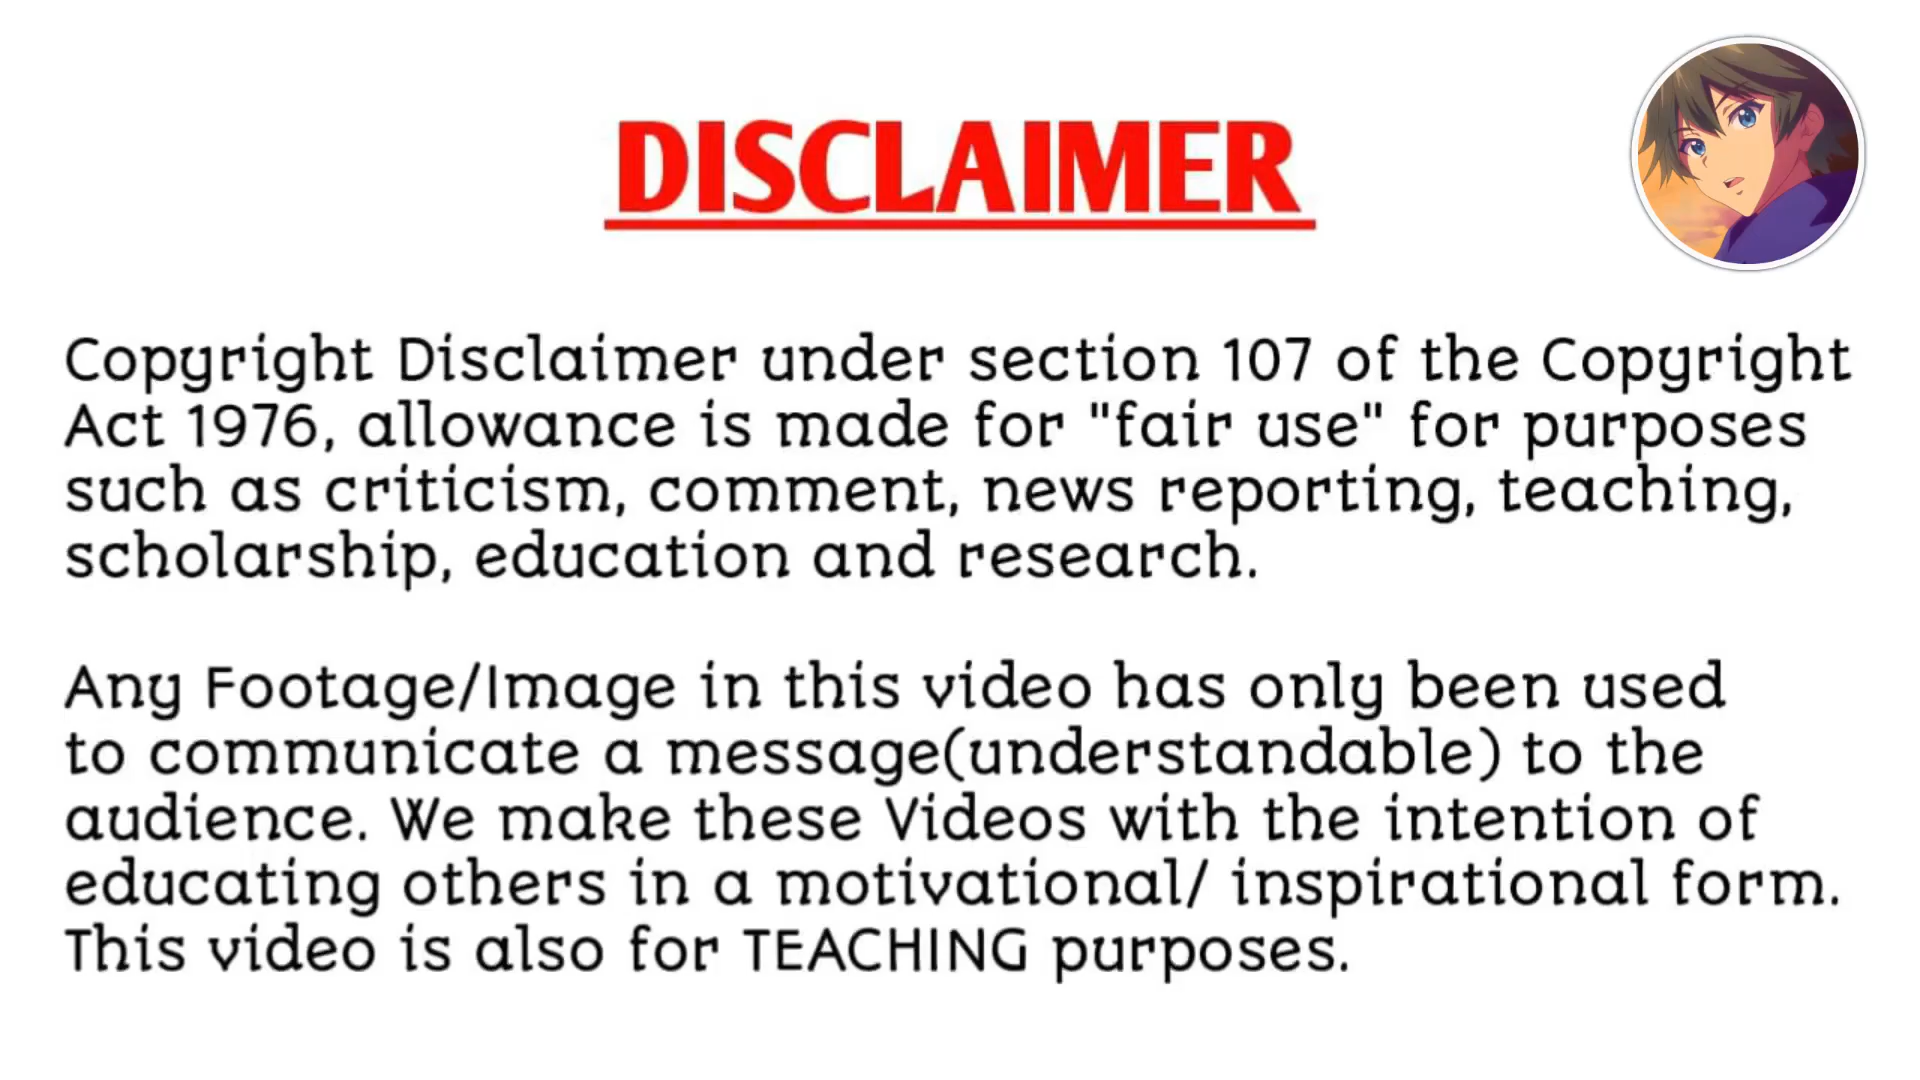 DISCLAIMER
Copyright Disclaimer under section 107 of the Copyright
Act 1976, allowance is made for "fair use" for purposes
such as criticism, comment, news reporting, teaching,
scholarship, education and research.
Any Footage/Image in this video has only been used
to communicate a message(understandable) to the
audience. We make these Videos with the intention of
educating others in a motivational/ inspirational form.
This video is also for TEACHING purposes.